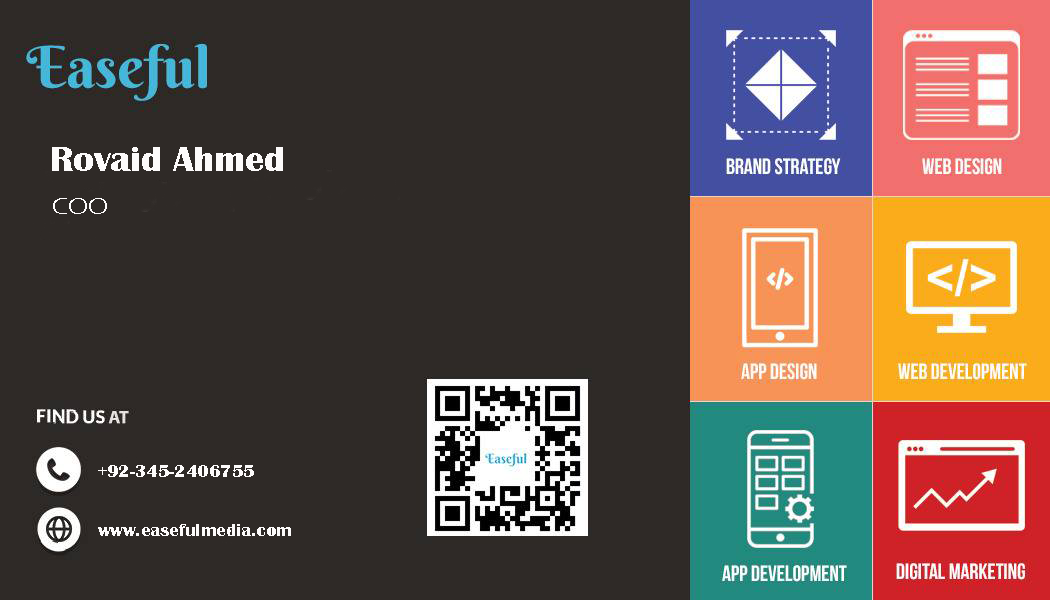 Easeful
Rovaid Ahmed
COO
FIND US AT
+92-345-2406755
www.easefulmedia.com
Easeful
BRAND STRATEGY
WEB DESIGN
</>
APP DESIGN
</>
WEB DEVELOPMENT
APP DEVELOPMENT
DIGITAL MARKETING